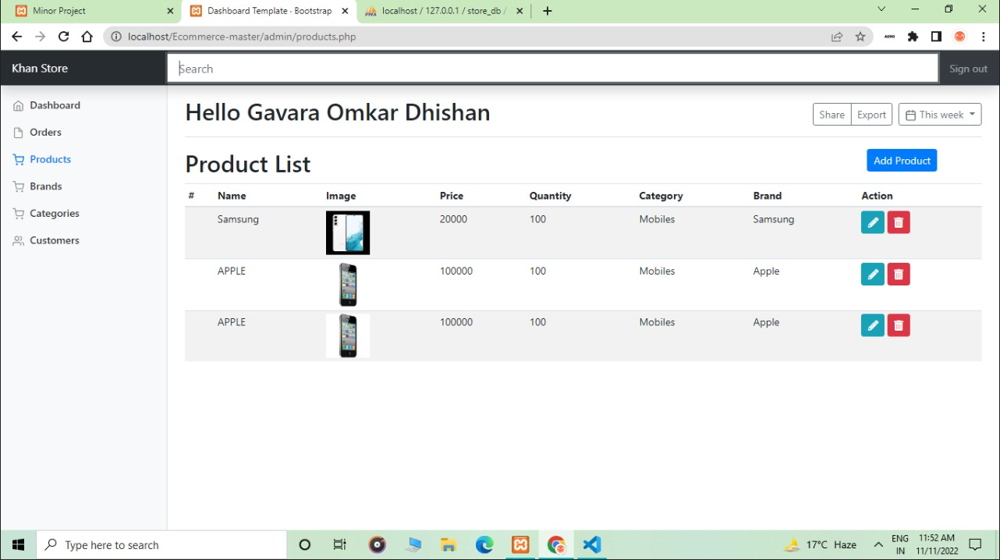 Minor Project
Dashboard Template · Bootstrap
localhost / 127.0.0.1 / store_db /
localhost/Ecommerce-master/admin/products.php
Khan Store
Search
Sign out
Dashboard
Orders
Products
Brands
Categories
Customers
Hello Gavara Omkar Dhishan
Share
Export
This week
Product List
Add Product
# Name Image Price Quantity Category Brand Action
Samsung 20000 100 Mobiles Samsung
APPLE 100000 100 Mobiles Apple
APPLE 100000 100 Mobiles Apple
Type here to search
17°C Haze
ENG
IN
11:52 AM
11/11/2022